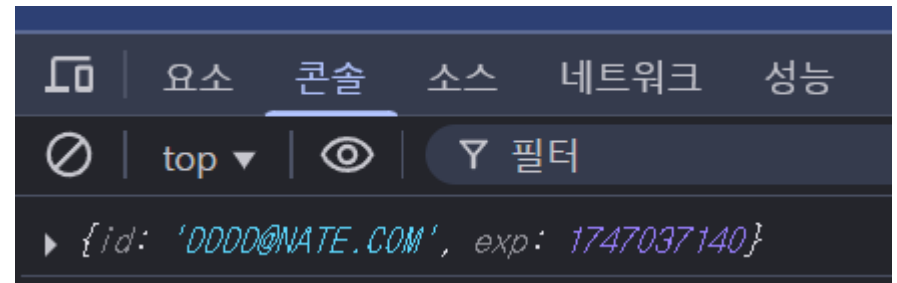 요소 콘솔 소스 네트워크 성능
top ▼ 필터
▶ {id: 'DDDD@NATE.COM', exp: 1747037140}